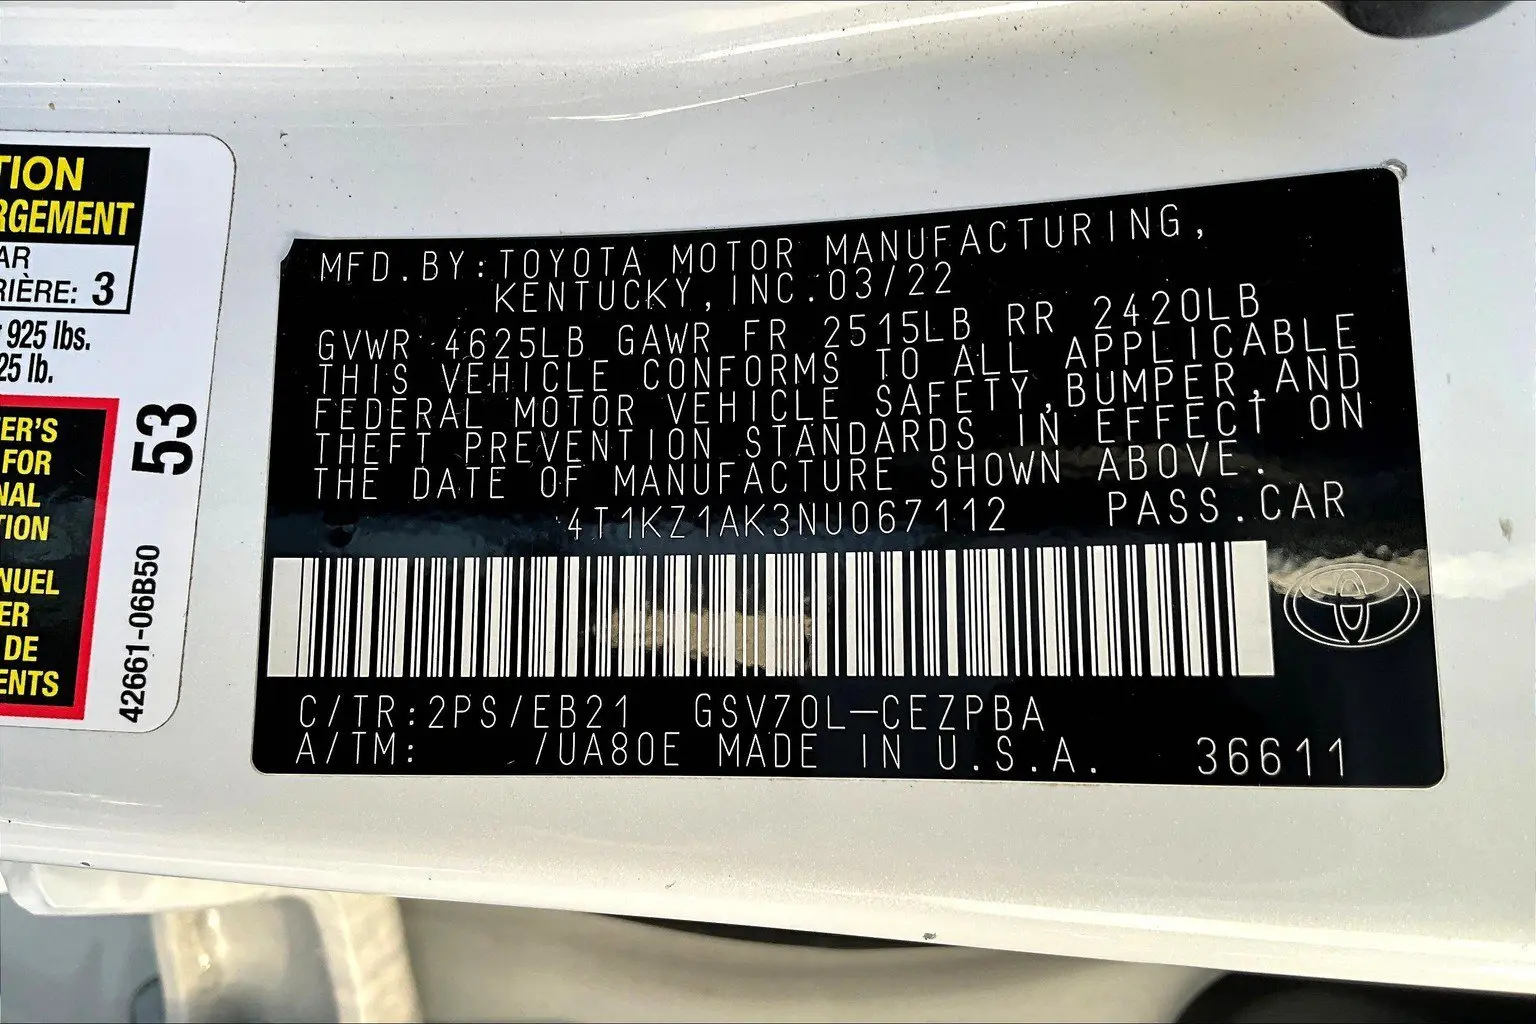 TION
RGEMENT
AR
RIÈRE: 3
925 lbs.
25 lb.
53
ER'S
FOR
NAL
TION
NUEL
ER
DE
ENTS
42661-06B50
MFD.BY:TOYOTA MOTOR MANUFACTURING,
KENTUCKY,INC.03/22
GVWR 4625LB GAWR FR 2515LB RR 2420LB
THIS VEHICLE CONFORMS TO ALL APPLICABLE
FEDERAL MOTOR VEHICLE SAFETY,BUMPER,AND
THEFT PREVENTION STANDARDS IN EFFECT ON
THE DATE OF MANUFACTURE SHOWN ABOVE.
4T1KZ1AK3NU067112 PASS.CAR
C/TR:2PS/EB21 GSV70L-CEZPBA
A/TM: /UA80E MADE IN U.S.A. 36611